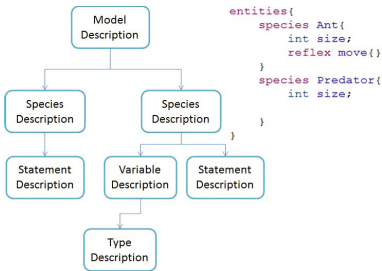 Model
Description
Species
Description
Species
Description
Statement
Description
Variable
Description
Statement
Description
Type
Description
entities{
species Ant{
int size;
reflex move{}
}
species Predator{
int size;
}
}